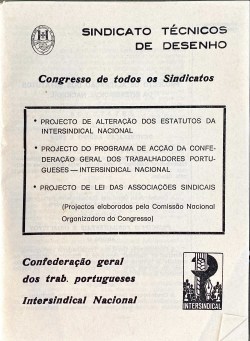 SINDICATO TÉCNICOS
DE DESENHO
Congresso de todos os Sindicatos
• PROJECTO DE ALTERAÇÃO DOS ESTATUTOS DA
INTERSINDICAL NACIONAL
• PROJECTO DO PROGRAMA DE ACÇÃO DA CONFE-
DERAÇÃO GERAL DOS TRABALHADORES PORTU-
GUESES — INTERSINDICAL NACIONAL
• PROJECTO DE LEI DAS ASSOCIAÇÕES SINDICAIS
(Projectos elaborados pela Comissão Nacional
Organizadora do Congresso)
Confederação geral
dos trab. portugueses
Intersindical Nacional
INTERSINDICAL